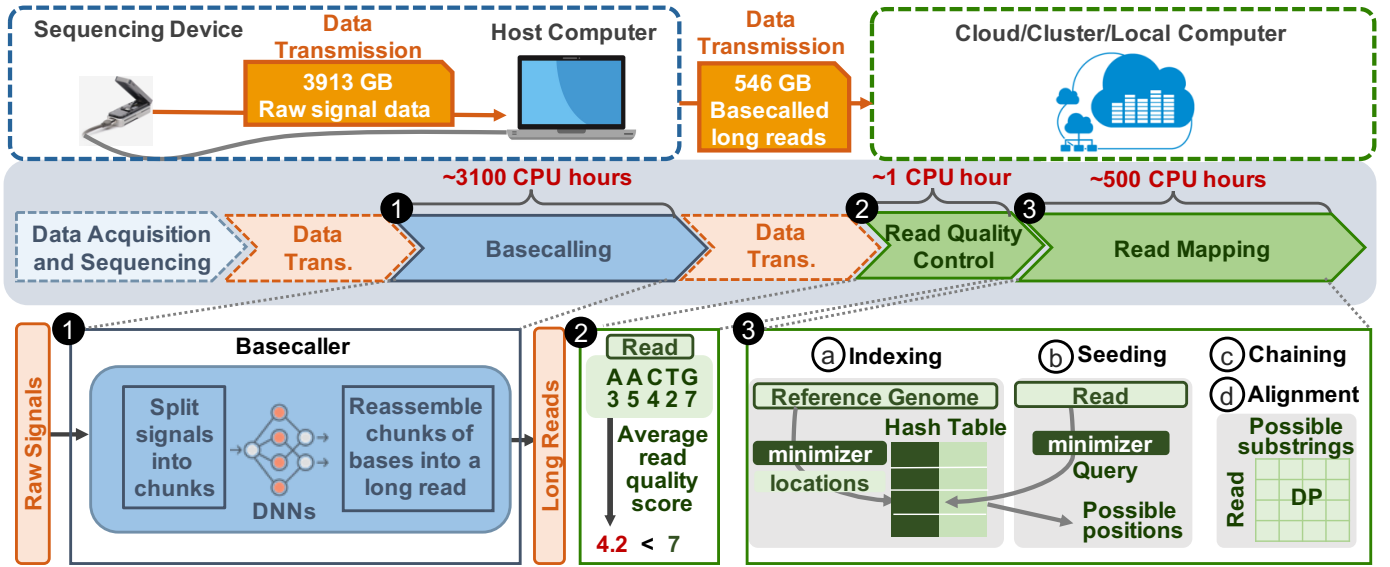 Sequencing Device
Data
Transmission
3913 GB
Raw signal data
Host Computer
Data
Transmission
546 GB
Basecalled
long reads
Cloud/Cluster/Local Computer
~3100 CPU hours
~1 CPU hour
~500 CPU hours
Data Acquisition
and Sequencing
Data
Trans.
1
Basecalling
Data
Trans.
2
Read Quality
Control
3
Read Mapping
Raw Signals
1
Basecaller
Split
signals
into
chunks
DNNs
Reassemble
chunks of
bases into a
long read
Long Reads
2
Read
A A C T G
3 5 4 2 7
Average
read
quality
score
4.2 < 7
3
a Indexing
Reference Genome
Hash Table
minimizer
locations
b Seeding
Read
minimizer
Query
Possible
positions
c Chaining
d Alignment
Possible
substrings
Read
DP